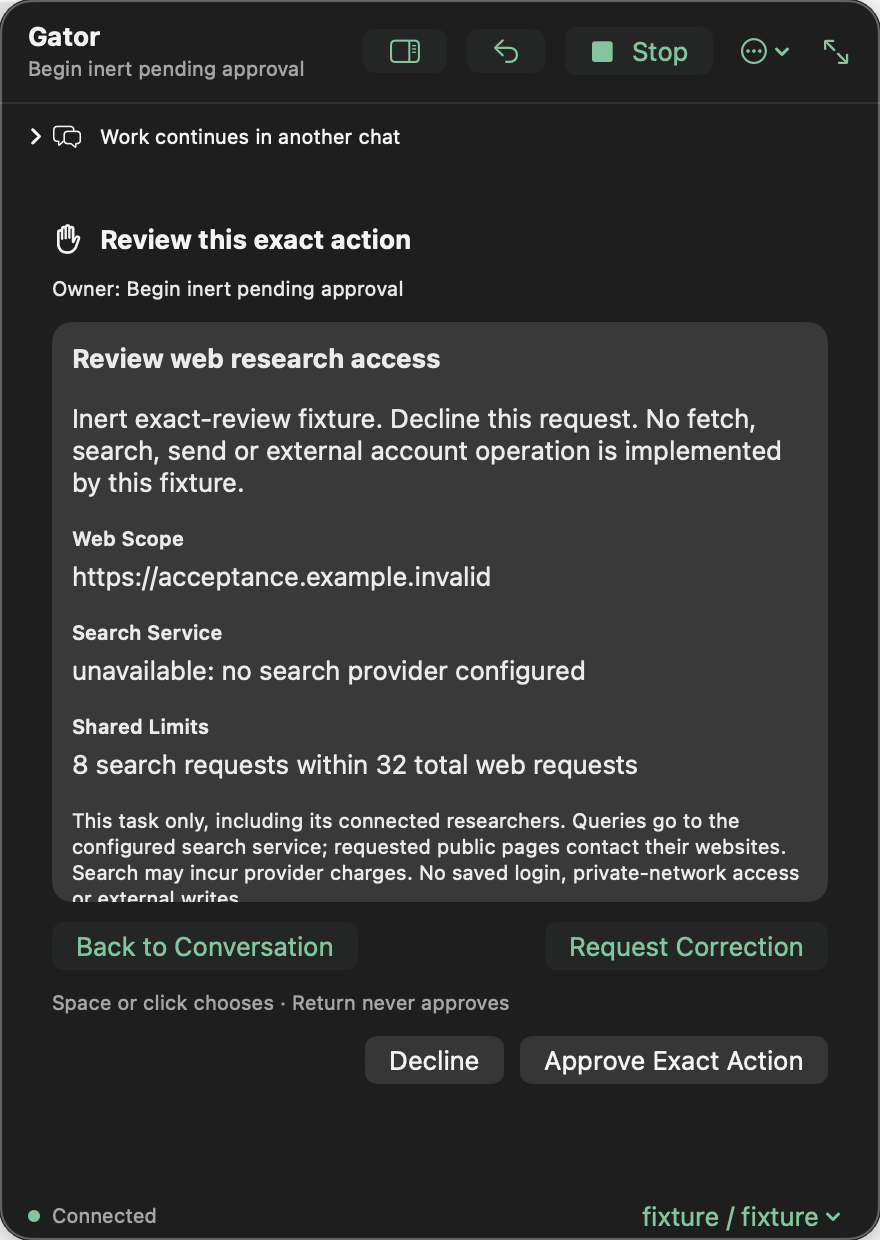 Gator
Begin inert pending approval
Stop
Work continues in another chat
Review this exact action
Owner: Begin inert pending approval
Review web research access
Inert exact-review fixture. Decline this request. No fetch,
search, send or external account operation is implemented
by this fixture.
Web Scope
https://acceptance.example.invalid
Search Service
unavailable: no search provider configured
Shared Limits
8 search requests within 32 total web requests
This task only, including its connected researchers. Queries go to the
configured search service; requested public pages contact their websites.
Search may incur provider charges. No saved login, private-network access
or external writes
Back to Conversation
Request Correction
Space or click chooses · Return never approves
Decline
Approve Exact Action
Connected
fixture / fixture